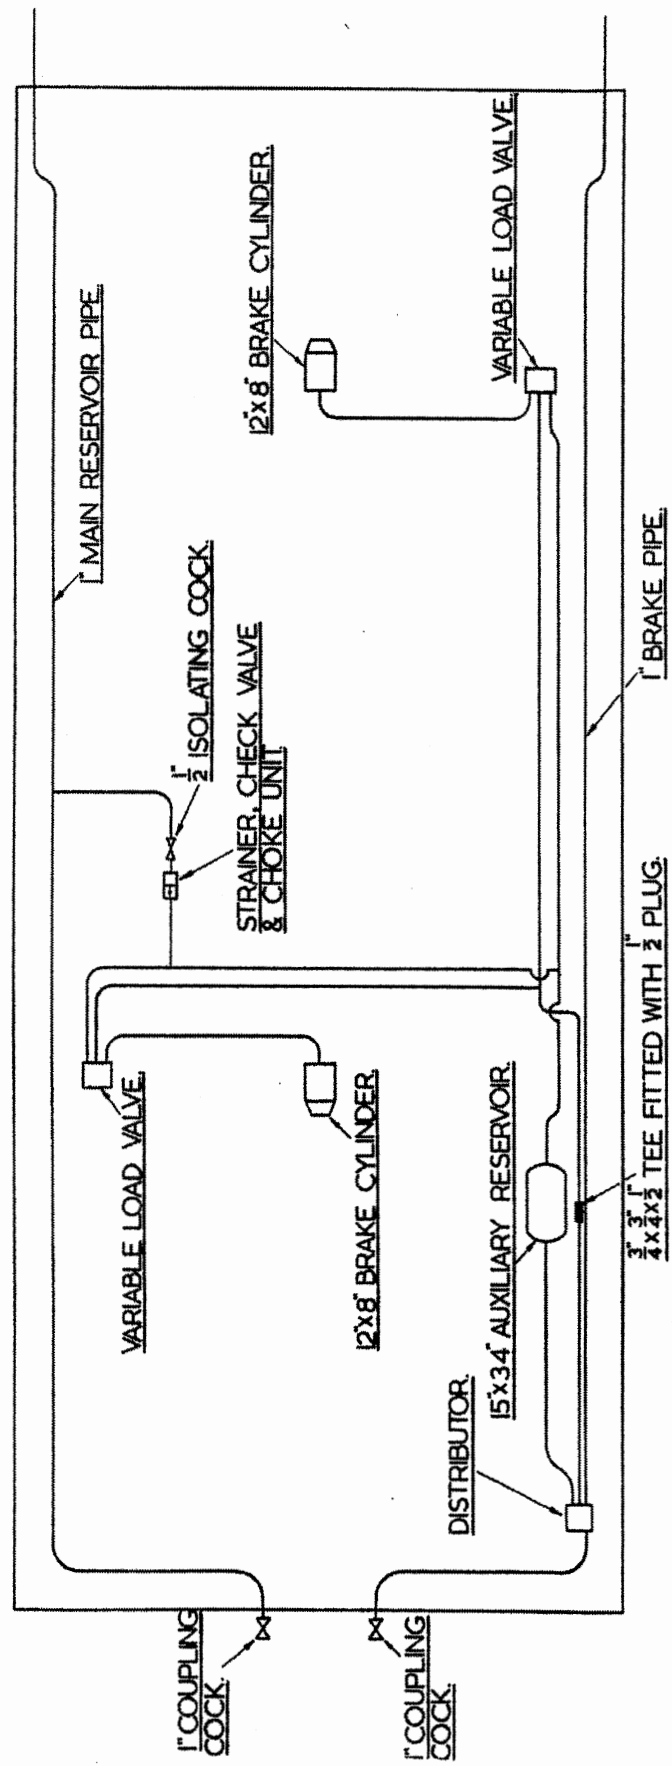 1" MAIN RESERVOIR PIPE.
12"x8" BRAKE CYLINDER.
VARIABLE LOAD VALVE.
1/2" ISOLATING COCK.
STRAINER, CHECK VALVE
& CHOKE UNIT.
VARIABLE LOAD VALVE.
12"x8" BRAKE CYLINDER.
15"x34" AUXILIARY RESERVOIR.
DISTRIBUTOR.
1" BRAKE PIPE.
3/4"x3/4"x1/2" TEE FITTED WITH 1/2" PLUG.
1" COUPLING
COCK.
1" COUPLING
COCK.